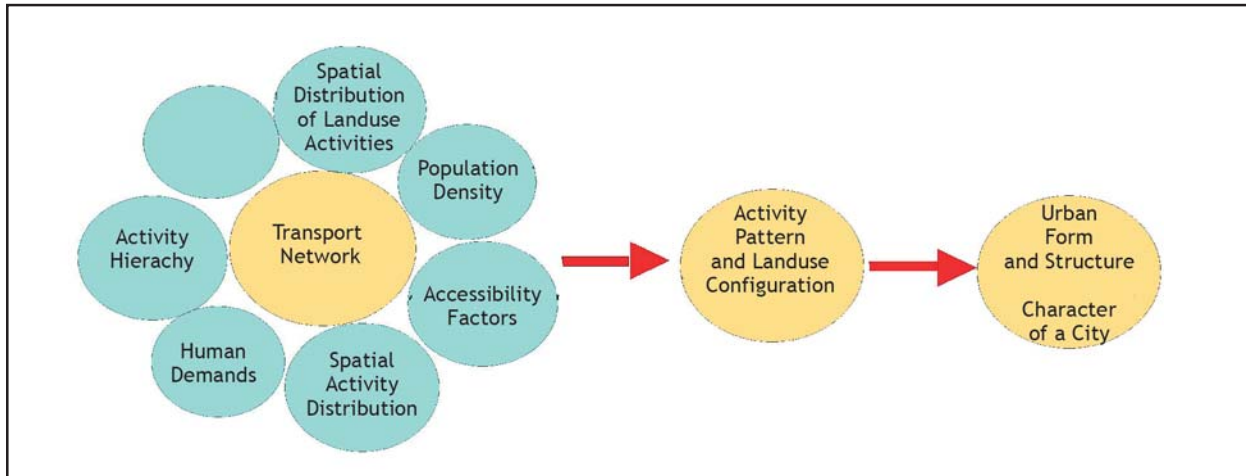 Spatial
Distribution
of Landuse
Activities
Population
Density
Accessibility
Factors
Spatial
Activity
Distribution
Human
Demands
Activity
Hierachy
Transport
Network
Activity
Pattern
and Landuse
Configuration
Urban
Form
and Structure
Character
of a City